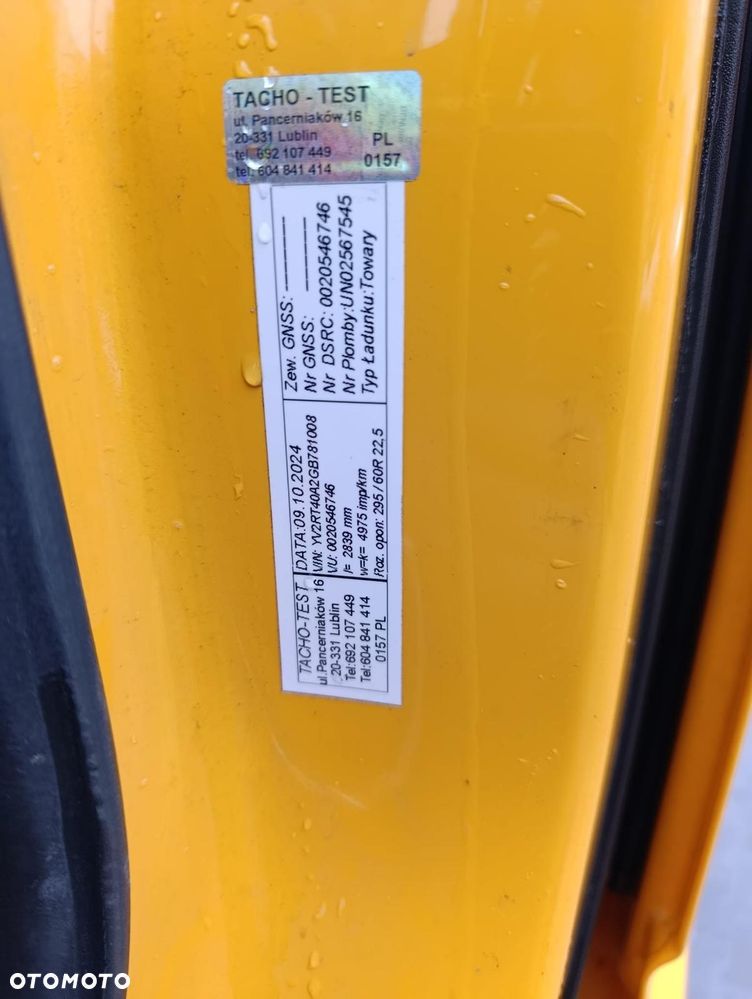 TACHO - TEST
ul. Pancerniaków 16
20-331 Lublin
tel. 692 107 449
tel. 604 841 414
PL
0157
TACHO-TEST
ul.Pancerniaków 16
20-331 Lublin
Tel:692 107 449
Tel:604 841 414
0157 PL
DATA:09.10.2024
VIN: YV2RT40A2GB781008
VU: 0020546746
l= 2839 mm
w=k= 4975 imp/km
Roz. opon: 295/60R 22,5
Zew. GNSS:
Nr GNSS:
Nr DSRC: 0020546746
Nr Plomby:UN02567545
Typ Ładunku:Towary
OTOMOTO